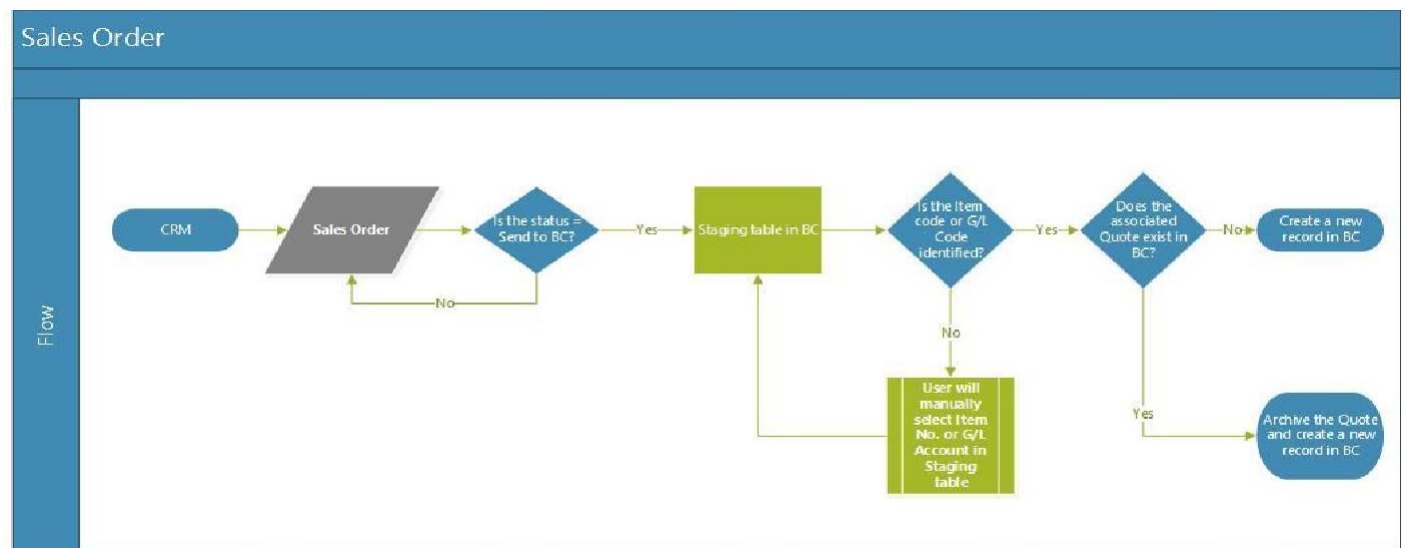 Sales Order
Flow
CRM
Sales Order
Is the status =
Send to BC?
Yes
No
Staging table in BC
Is the Item
code or G/L
Code
identified?
Yes
No
User will
manually
select Item
No. or G/L
Account in
Staging
table
Does the
associated
Quote exist in
BC?
No
Create a new
record in BC
Yes
Archive the Quote
and create a new
record in BC